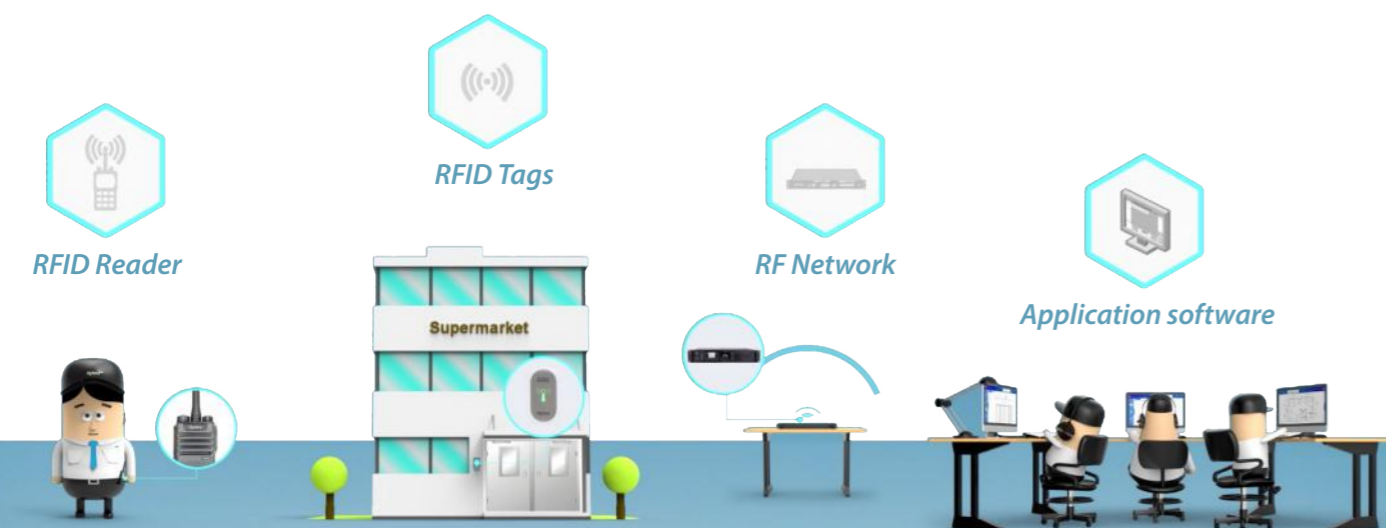 RFID Tags
RFID Reader
RF Network
Application software
Supermarket